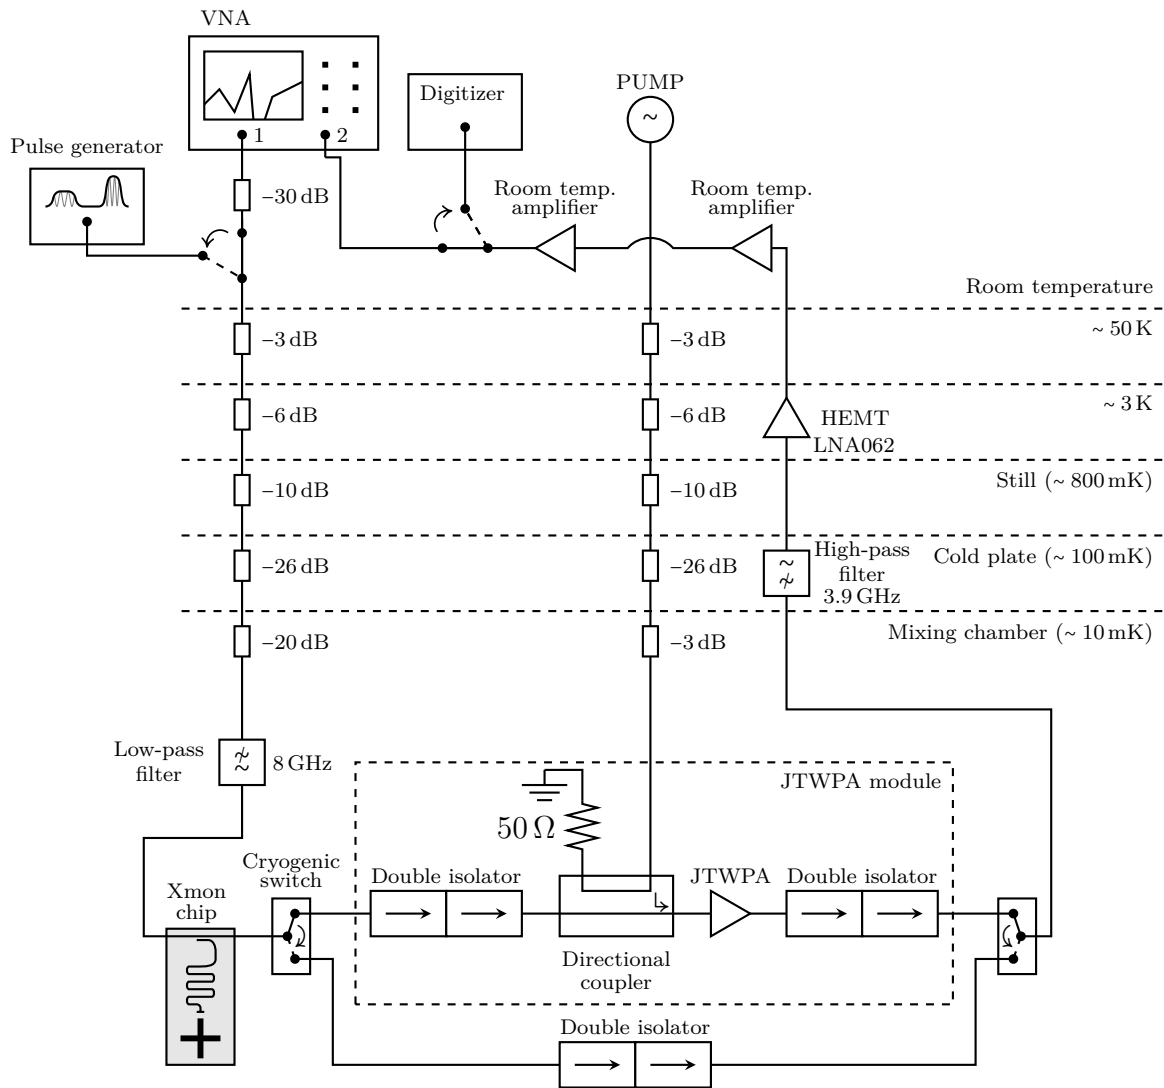 VNA
1
2
Digitizer
PUMP
~
Pulse generator
–30 dB
Room temp.
amplifier
Room temp.
amplifier
Room temperature
–3 dB
–3 dB
~ 50 K
–6 dB
–6 dB
HEMT
LNA062
~ 3 K
–10 dB
–10 dB
Still (~ 800 mK)
–26 dB
–26 dB
High-pass
filter
3.9 GHz
Cold plate (~ 100 mK)
–20 dB
–3 dB
Mixing chamber (~ 10 mK)
Low-pass
filter
8 GHz
JTWPA module
50 Ω
Cryogenic
switch
Xmon
chip
Double isolator
JTWPA
Double isolator
Directional
coupler
Double isolator